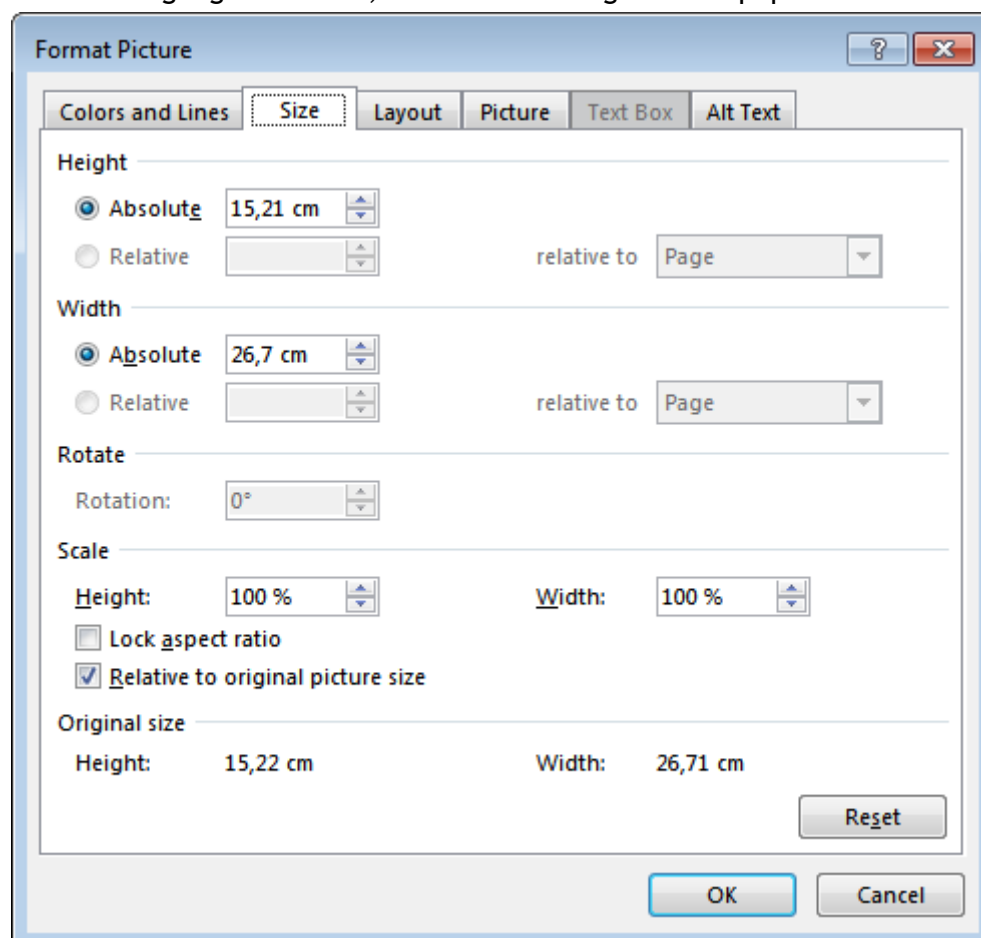 Format Picture
Colors and Lines Size Layout Picture Text Box Alt Text
Height
Absolute 15,21 cm
Relative relative to Page
Width
Absolute 26,7 cm
Relative relative to Page
Rotate
Rotation: 0°
Scale
Height: 100 % Width: 100 %
Lock aspect ratio
Relative to original picture size
Original size
Height: 15,22 cm Width: 26,71 cm
Reset
OK Cancel